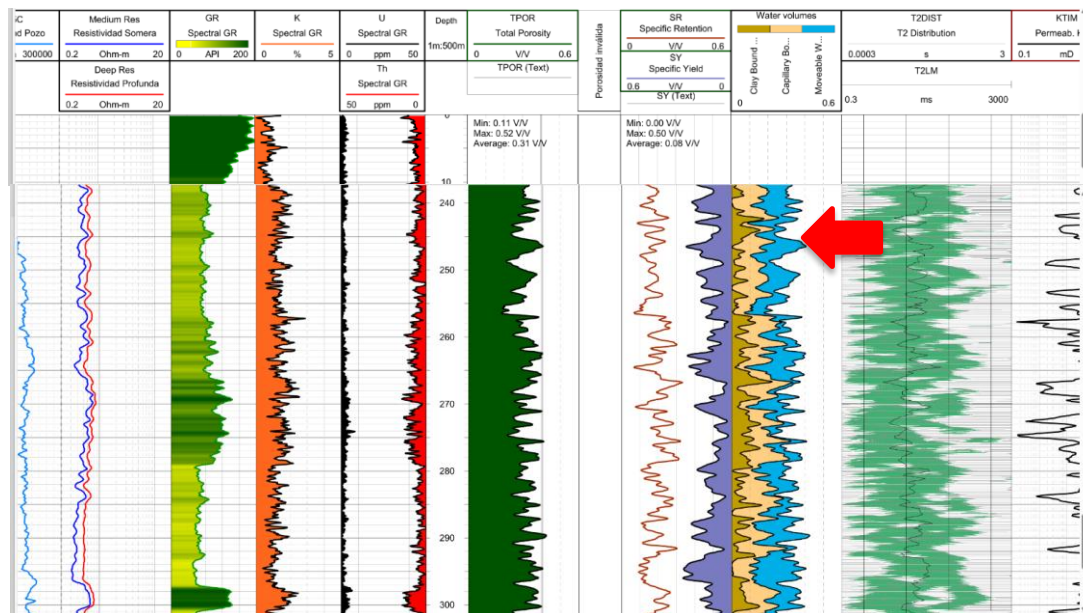 Medium Res
Resistividad Somera
300000
0.2 Ohm-m 20
Deep Res
Resistividad Profunda
0.2 Ohm-m 20
GR
Spectral GR
0 API 200
K
Spectral GR
0 % 5
U
Spectral GR
0 ppm 50
Th
Spectral GR
50 ppm 0
Depth
1m:500m
TPOR
Total Porosity
0 V/V 0.6
TPOR (Text)
Porosidad inválida
SR
Specific Retention
0 V/V 0.6
SY
Specific Yield
0.6 V/V 0
SY (Text)
Water volumes
Clay Bound ...
Capillary Bo...
Moveable W...
0 0.6
T2DIST
T2 Distribution
0.0003 s 3
T2LM
0.3 ms 3000
KTIM
Permeab.
0.1 mD
0
Min: 0.11 V/V
Max: 0.52 V/V
Average: 0.31 V/V
Min: 0.00 V/V
Max: 0.50 V/V
Average: 0.08 V/V
10
240
250
260
270
280
290
300